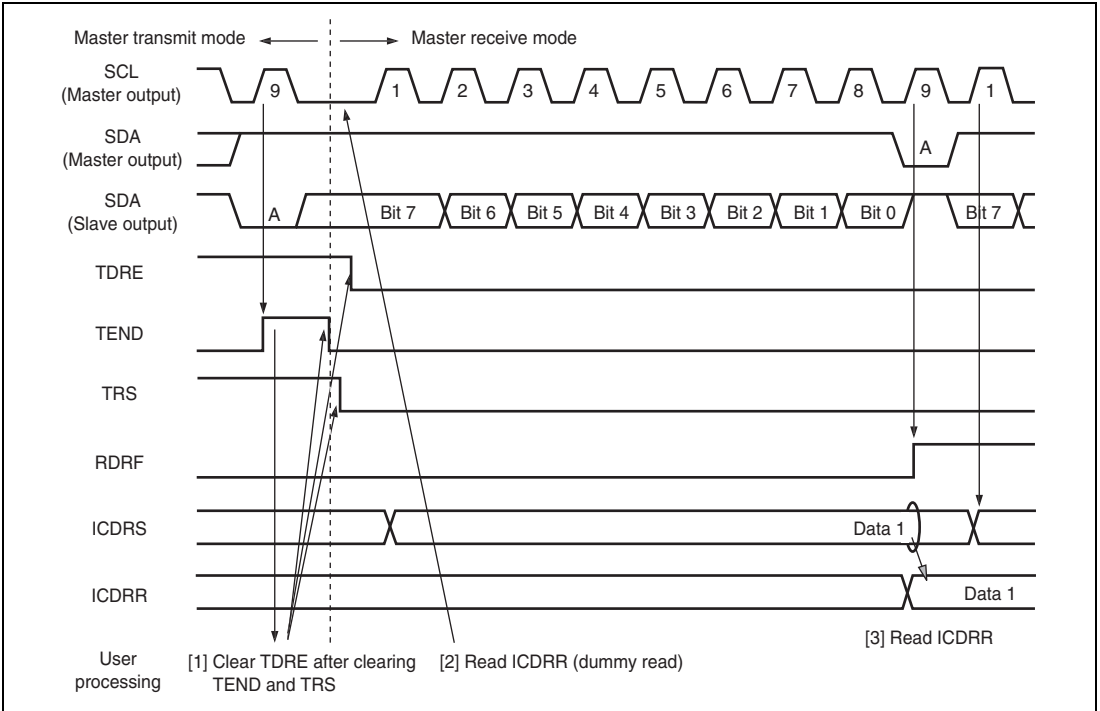 Master transmit mode
Master receive mode
SCL
(Master output)
9 1 2 3 4 5 6 7 8 9 1
SDA
(Master output)
A
SDA
(Slave output)
A Bit 7 Bit 6 Bit 5 Bit 4 Bit 3 Bit 2 Bit 1 Bit 0 Bit 7
TDRE
TEND
TRS
RDRF
ICDRS
Data 1
ICDRR
Data 1
User
processing
[1] Clear TDRE after clearing
TEND and TRS
[2] Read ICDRR (dummy read)
[3] Read ICDRR